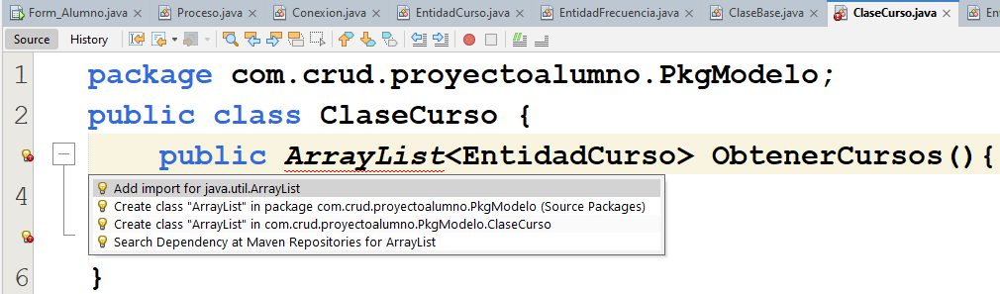 Form_Alumno.java Proceso.java Conexion.java EntidadCurso.java EntidadFrecuencia.java ClaseBase.java ClaseCurso.java
Source History
1 package com.crud.proyectoalumno.PkgModelo;
2 public class ClaseCurso {
public ArrayList<EntidadCurso> ObtenerCursos(){
Add import for java.util.ArrayList
4 Create class "ArrayList" in package com.crud.proyectoalumno.PkgModelo (Source Packages)
Create class "ArrayList" in com.crud.proyectoalumno.PkgModelo.ClaseCurso
Search Dependency at Maven Repositories for ArrayList
6 }